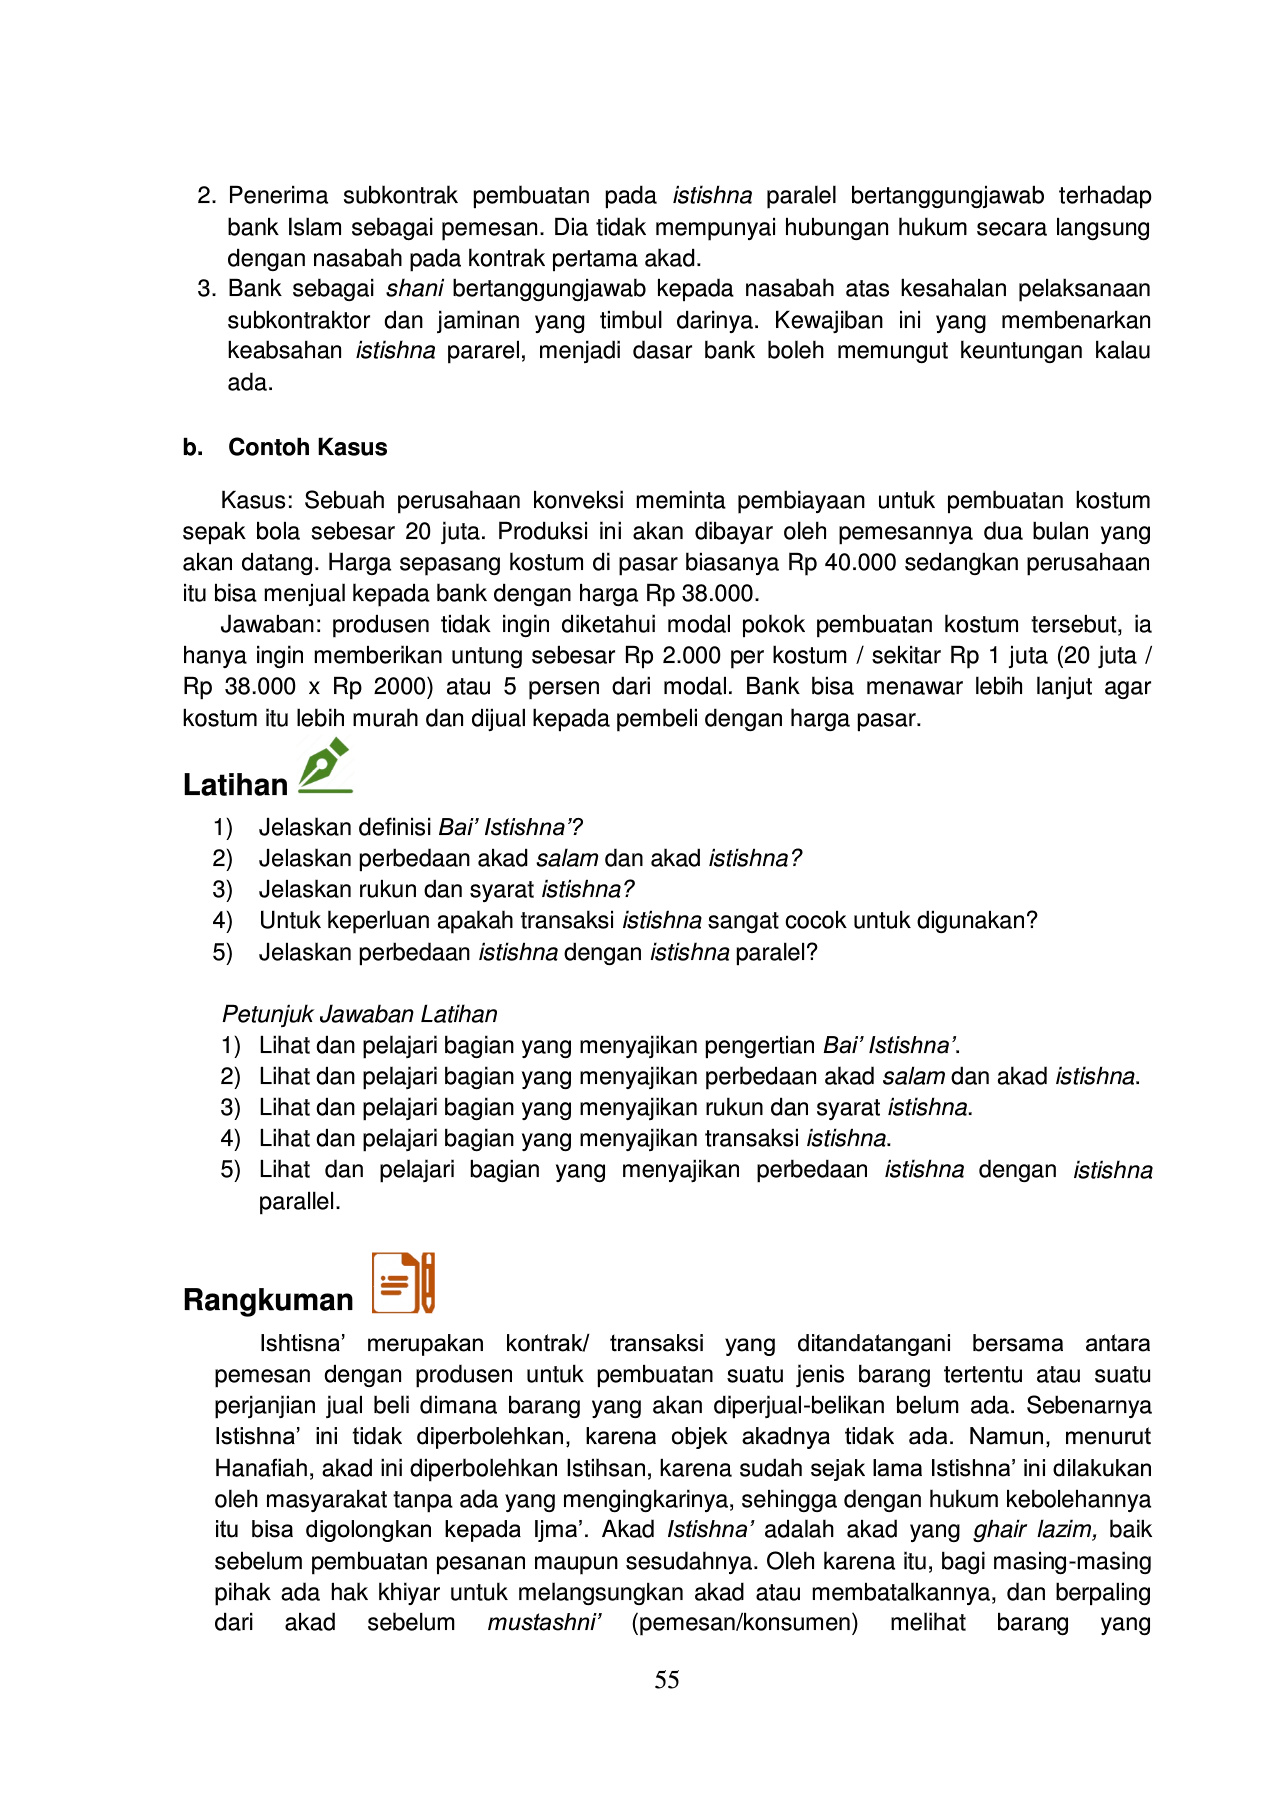 2. Penerima subkontrak pembuatan pada istishna paralel bertanggungjawab terhadap
bank Islam sebagai pemesan. Dia tidak mempunyai hubungan hukum secara langsung
dengan nasabah pada kontrak pertama akad.
3. Bank sebagai shani bertanggungjawab kepada nasabah atas kesahalan pelaksanaan
subkontraktor dan jaminan yang timbul darinya. Kewajiban ini yang membenarkan
keabsahan istishna pararel, menjadi dasar bank boleh memungut keuntungan kalau
ada.
b. Contoh Kasus
Kasus: Sebuah perusahaan konveksi meminta pembiayaan untuk pembuatan kostum
sepak bola sebesar 20 juta. Produksi ini akan dibayar oleh pemesannya dua bulan yang
akan datang. Harga sepasang kostum di pasar biasanya Rp 40.000 sedangkan perusahaan
itu bisa menjual kepada bank dengan harga Rp 38.000.
Jawaban: produsen tidak ingin diketahui modal pokok pembuatan kostum tersebut, ia
hanya ingin memberikan untung sebesar Rp 2.000 per kostum / sekitar Rp 1 juta (20 juta /
Rp 38.000 x Rp 2000) atau 5 persen dari modal. Bank bisa menawar lebih lanjut agar
kostum itu lebih murah dan dijual kepada pembeli dengan harga pasar.
Latihan
1) Jelaskan definisi Bai’ Istishna’?
2) Jelaskan perbedaan akad salam dan akad istishna?
3) Jelaskan rukun dan syarat istishna?
4) Untuk keperluan apakah transaksi istishna sangat cocok untuk digunakan?
5) Jelaskan perbedaan istishna dengan istishna paralel?
Petunjuk Jawaban Latihan
1) Lihat dan pelajari bagian yang menyajikan pengertian Bai’ Istishna’.
2) Lihat dan pelajari bagian yang menyajikan perbedaan akad salam dan akad istishna.
3) Lihat dan pelajari bagian yang menyajikan rukun dan syarat istishna.
4) Lihat dan pelajari bagian yang menyajikan transaksi istishna.
5) Lihat dan pelajari bagian yang menyajikan perbedaan istishna dengan istishna
parallel.
Rangkuman
Ishtisna’ merupakan kontrak/ transaksi yang ditandatangani bersama antara
pemesan dengan produsen untuk pembuatan suatu jenis barang tertentu atau suatu
perjanjian jual beli dimana barang yang akan diperjual-belikan belum ada. Sebenarnya
Istishna’ ini tidak diperbolehkan, karena objek akadnya tidak ada. Namun, menurut
Hanafiah, akad ini diperbolehkan Istihsan, karena sudah sejak lama Istishna’ ini dilakukan
oleh masyarakat tanpa ada yang mengingkarinya, sehingga dengan hukum kebolehannya
itu bisa digolongkan kepada Ijma’. Akad Istishna’ adalah akad yang ghair lazim, baik
sebelum pembuatan pesanan maupun sesudahnya. Oleh karena itu, bagi masing-masing
pihak ada hak khiyar untuk melangsungkan akad atau membatalkannya, dan berpaling
dari akad sebelum mustashni’ (pemesan/konsumen) melihat barang yang
55